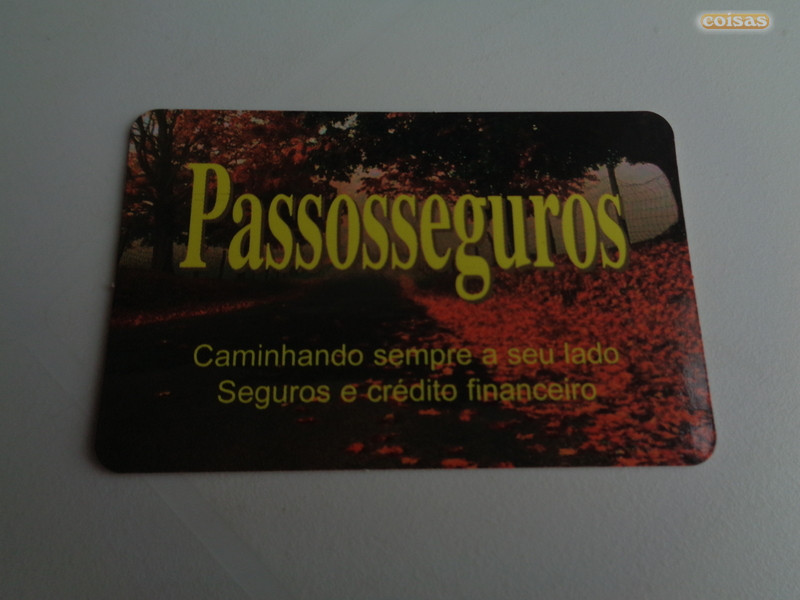 coisas
Passosseguros
Caminhando sempre a seu lado
Seguros e crédito financeiro